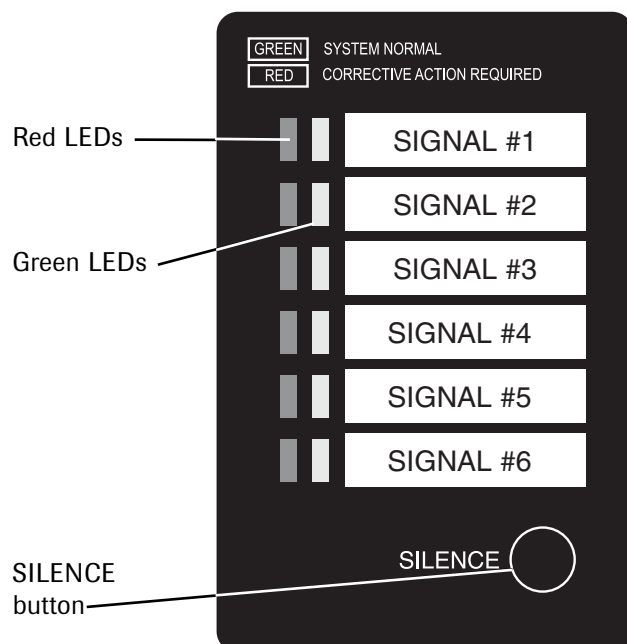 GREEN SYSTEM NORMAL
RED CORRECTIVE ACTION REQUIRED
Red LEDs
SIGNAL #1
SIGNAL #2
Green LEDs
SIGNAL #3
SIGNAL #4
SIGNAL #5
SIGNAL #6
SILENCE
SILENCE
button